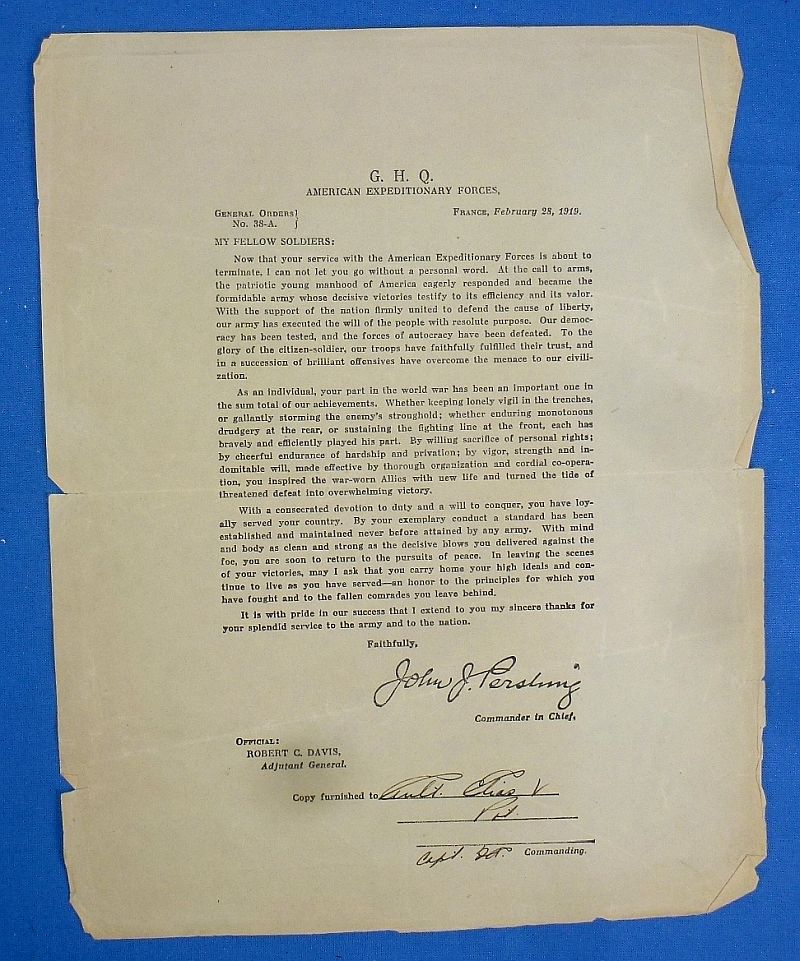 G. H. Q.
AMERICAN EXPEDITIONARY FORCES,
GENERAL ORDERS} FRANCE, February 28, 1919.
No. 38-A. }
MY FELLOW SOLDIERS:
Now that your service with the American Expeditionary Forces is about to
terminate, I can not let you go without a personal word. At the call to arms,
the patriotic young manhood of America eagerly responded and became the
formidable army whose decisive victories testify to its efficiency and its valor.
With the support of the nation firmly united to defend the cause of liberty,
our army has executed the will of the people with resolute purpose. Our democ-
racy has been tested, and the forces of autocracy have been defeated. To the
glory of the citizen-soldier, our troops have faithfully fulfilled their trust, and
in a succession of brilliant offensives have overcome the menace to our civili-
zation.
As an individual, your part in the world war has been an important one in
the sum total of our achievements. Whether keeping lonely vigil in the trenches,
or gallantly storming the enemy's stronghold; whether enduring monotonous
drudgery at the rear, or sustaining the fighting line at the front, each has
bravely and efficiently played his part. By willing sacrifice of personal rights;
by cheerful endurance of hardship and privation; by vigor, strength and in-
domitable will, made effective by thorough organization and cordial co-opera-
tion, you inspired the war-worn Allies with new life and turned the tide of
threatened defeat into overwhelming victory.
With a consecrated devotion to duty and a will to conquer, you have loy-
ally served your country. By your exemplary conduct a standard has been
established and maintained never before attained by any army. With mind
and body as clean and strong as the decisive blows you delivered against the
foe, you are soon to return to the pursuits of peace. In leaving the scenes
of your victories, may I ask that you carry home your high ideals and con-
tinue to live as you have served—an honor to the principles for which you
have fought and to the fallen comrades you leave behind.
It is with pride in our success that I extend to you my sincere thanks for
your splendid service to the army and to the nation.
Faithfully,
John J. Pershing
Commander in Chief.
OFFICIAL:
ROBERT C. DAVIS,
Adjutant General.
Copy furnished to Ault. Elias V
Pvt.
Capt. Commanding.